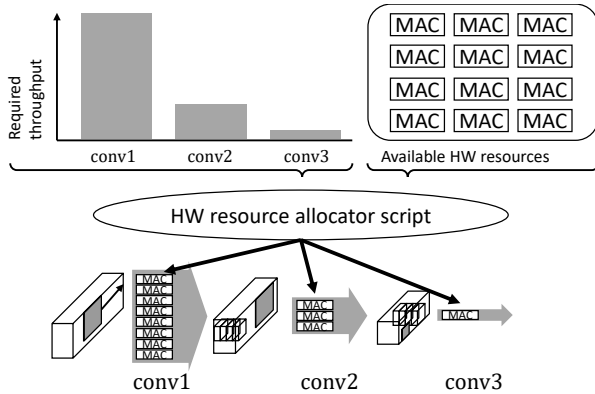 Required
throughput
conv1 conv2 conv3
MAC MAC MAC
MAC MAC MAC
MAC MAC MAC
MAC MAC MAC
Available HW resources
HW resource allocator script
MAC
MAC
MAC
MAC
MAC
MAC
MAC
MAC
MAC
MAC
MAC
MAC
conv1 conv2 conv3